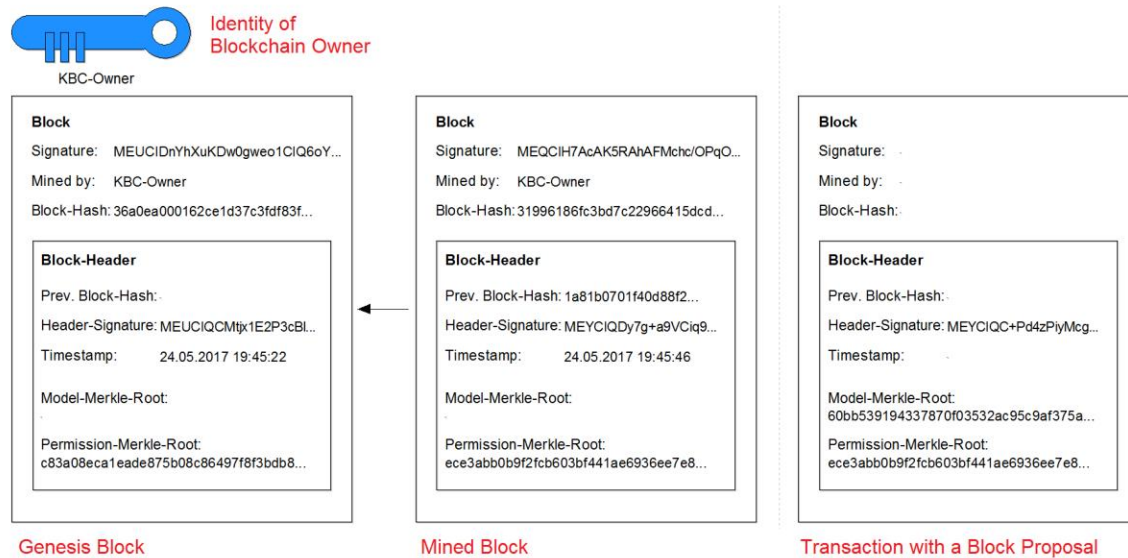 Identity of
Blockchain Owner
KBC-Owner
Block
Signature: MEUCIDnYhXuKDw0gweo1ClQ6oY...
Mined by: KBC-Owner
Block-Hash: 36a0ea000162ce1d37c3fdf83f...
Block-Header
Prev. Block-Hash:
Header-Signature: MEUCIQCMtjx1E2P3cBl...
Timestamp: 24.05.2017 19:45:22
Model-Merkle-Root:
Permission-Merkle-Root:
c83a08eca1eade875b08c86497f8f3bdb8...
Genesis Block
Block
Signature: MEQCIH7AcAK5RAhAFMchc/OPqO...
Mined by: KBC-Owner
Block-Hash: 31996186fc3bd7c22966415dcd...
Block-Header
Prev. Block-Hash: 1a81b0701f40d88f2...
Header-Signature: MEYCIQDy7g+a9VCiq9...
Timestamp: 24.05.2017 19:45:46
Model-Merkle-Root:
Permission-Merkle-Root:
ece3abb0b9f2fcb603bf441ae6936ee7e8...
Mined Block
Block
Signature:
Mined by:
Block-Hash:
Block-Header
Prev. Block-Hash:
Header-Signature: MEYCIQC+Pd4zPiyMcg...
Timestamp:
Model-Merkle-Root:
60bb539194337870f03532ac95c9af375a...
Permission-Merkle-Root:
ece3abb0b9f2fcb603bf441ae6936ee7e8...
Transaction with a Block Proposal